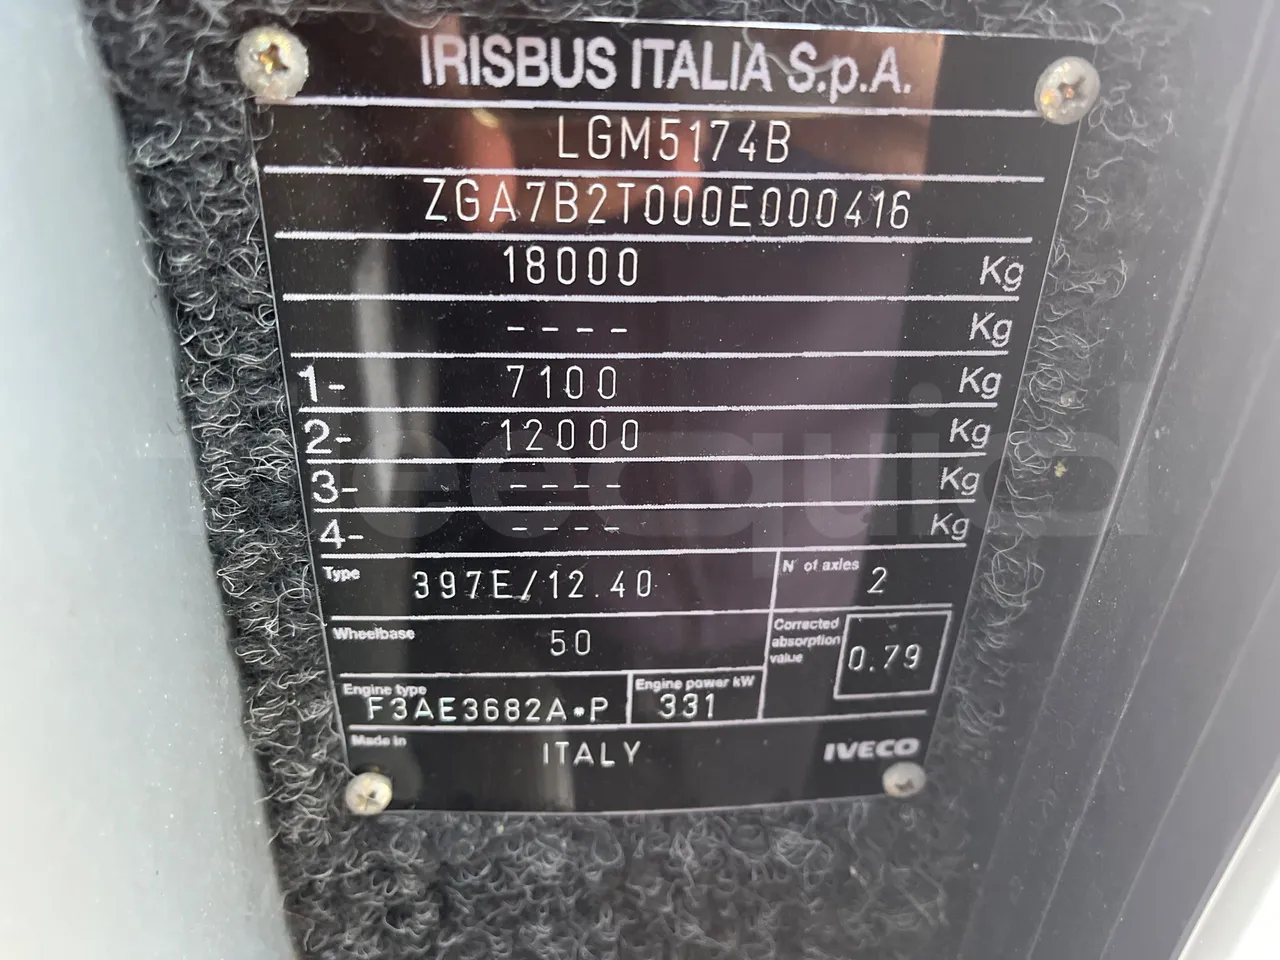 IRISBUS ITALIA S.p.A.
LGM5174B
ZGA7B2T000E000416
18000 Kg
---- Kg
1- 7100 Kg
2- 12000 Kg
3- ---- Kg
4- ---- Kg
Type 397E/12.40 N° of axles 2
Wheelbase 50 Corrected absorption value 0.79
Engine type F3AE3682A•P Engine power kW 331
Made in ITALY IVECO